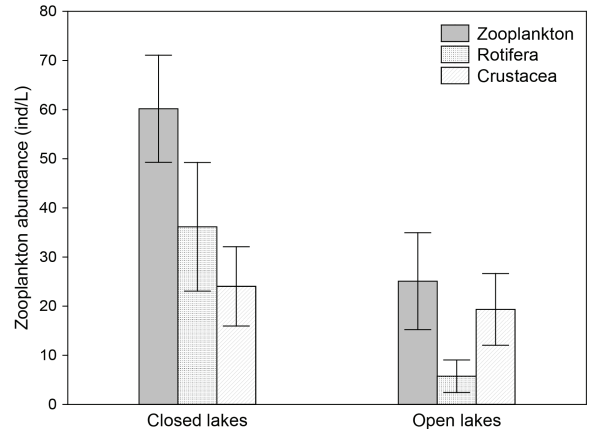 Zooplankton abundance (ind/L)
80
70
60
50
40
30
20
10
0
Zooplankton
Rotifera
Crustacea
Closed lakes
Open lakes